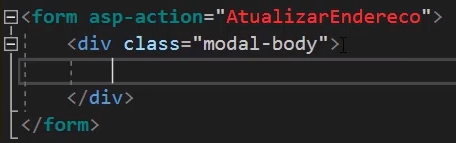 <form asp-action="AtualizarEndereco">
<div class="modal-body">
</div>
</form>